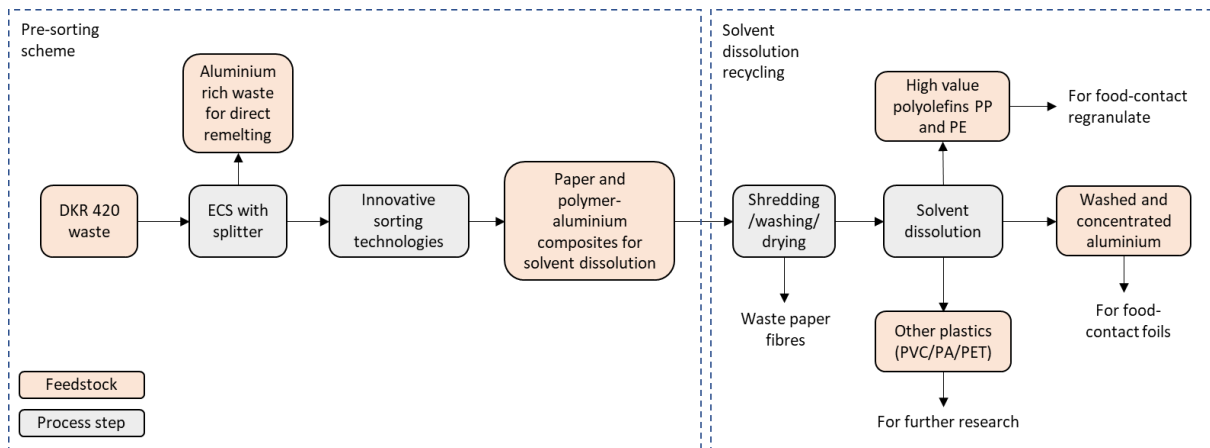 Pre-sorting
scheme
Aluminium
rich waste
for direct
remelting
DKR 420
waste
ECS with
splitter
Innovative
sorting
technologies
Paper and
polymer-
aluminium
composites for
solvent dissolution
Feedstock
Process step
Solvent
dissolution
recycling
High value
polyolefins PP
and PE
For food-contact
regranulate
Shredding
/washing/
drying
Solvent
dissolution
Washed and
concentrated
aluminium
Waste paper
fibres
Other plastics
(PVC/PA/PET)
For food-
contact foils
For further research